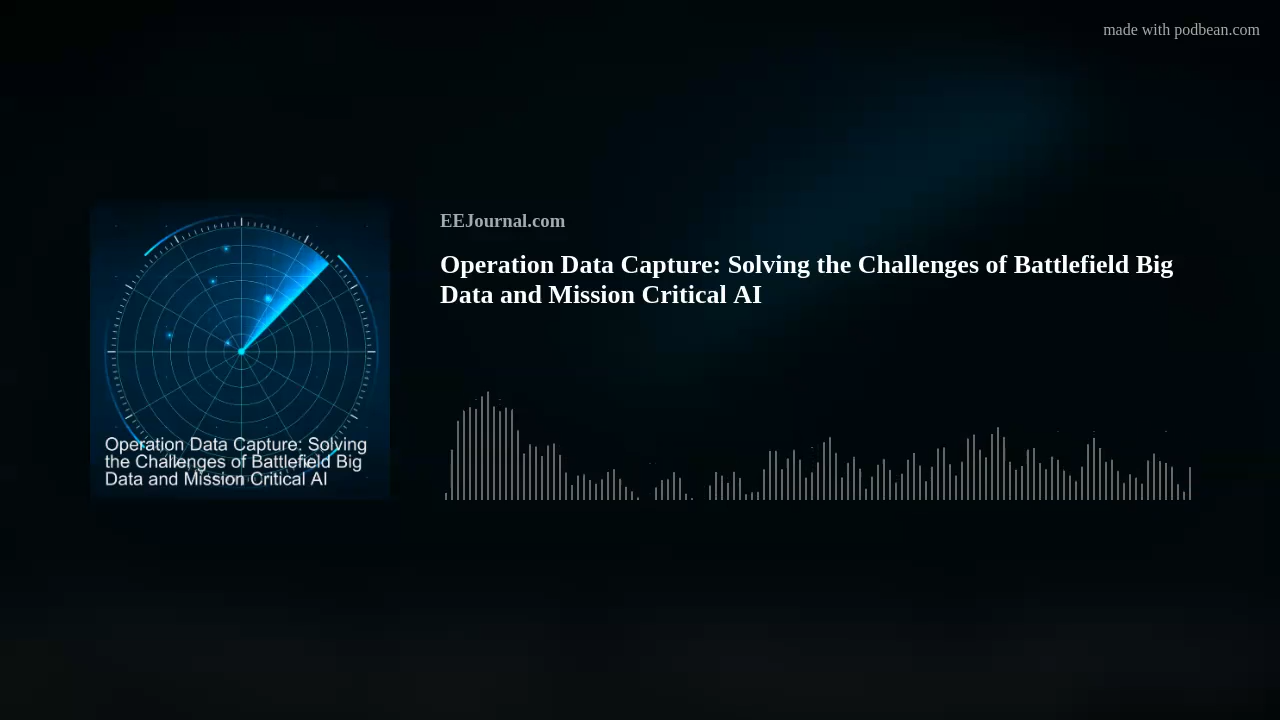 made with podbean.com
EEJournal.com
Operation Data Capture: Solving the Challenges of Battlefield Big
Data and Mission Critical AI
Operation Data Capture: Solving
the Challenges of Battlefield Big
Data and Mission Critical AI